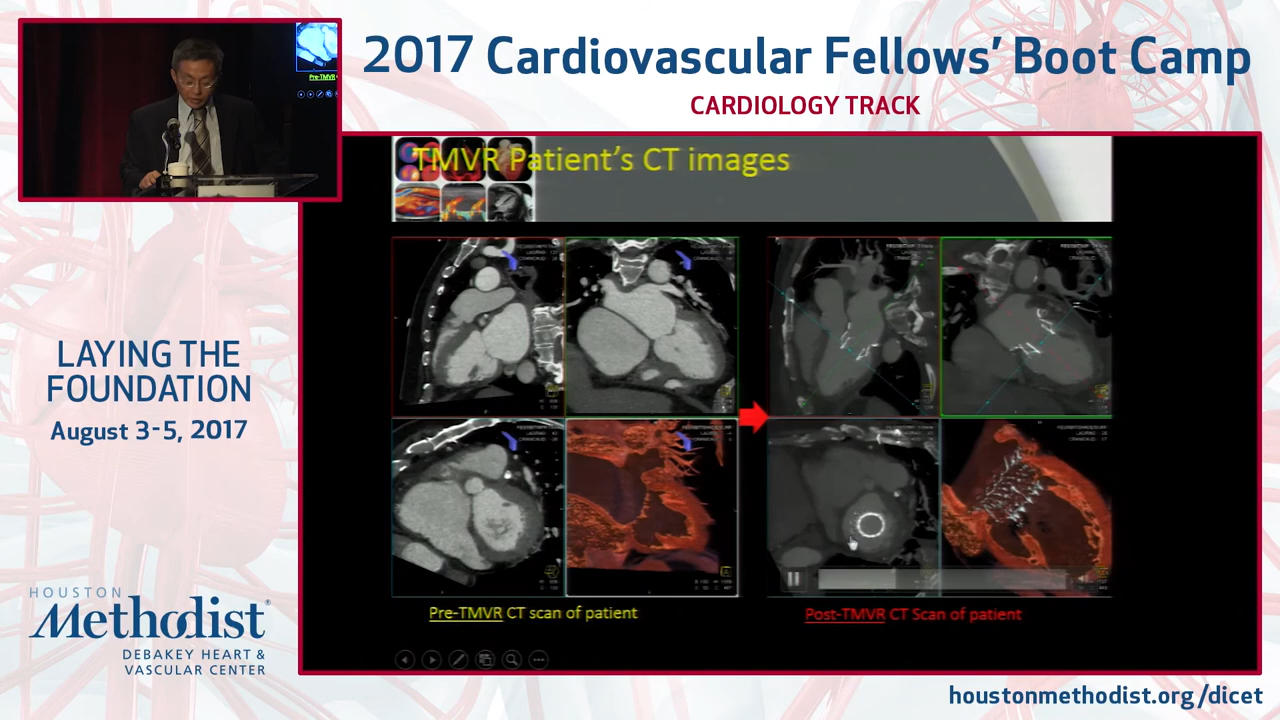 2017 Cardiovascular Fellows' Boot Camp
CARDIOLOGY TRACK
Pre-TMVR
TMVR Patient's CT images
LAYING THE
FOUNDATION
August 3-5, 2017
HOUSTON
Methodist®
DEBAKEY HEART &
VASCULAR CENTER
Pre-TMVR CT scan of patient
Post-TMVR CT Scan of patient
houstonmethodist.org/dicet